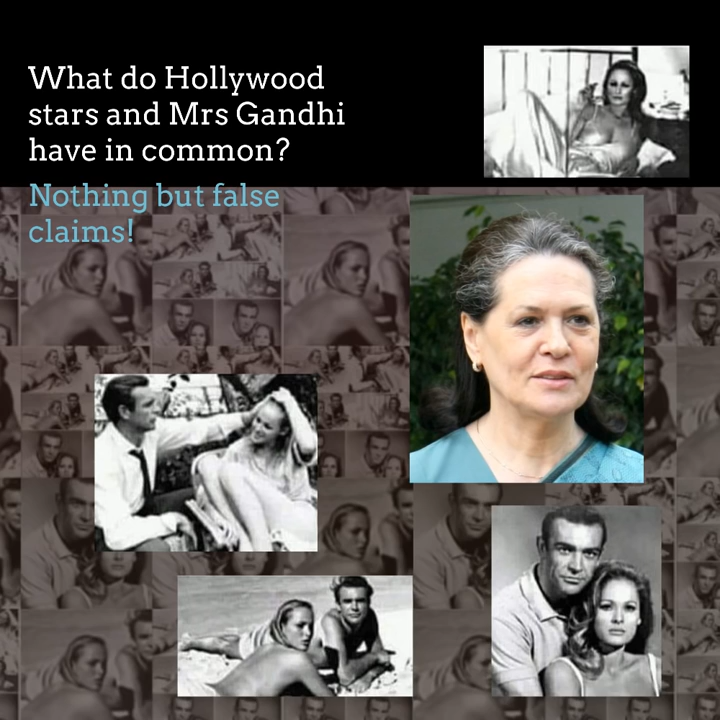 What do Hollywood
stars and Mrs Gandhi
have in common?
Nothing but false
claims!